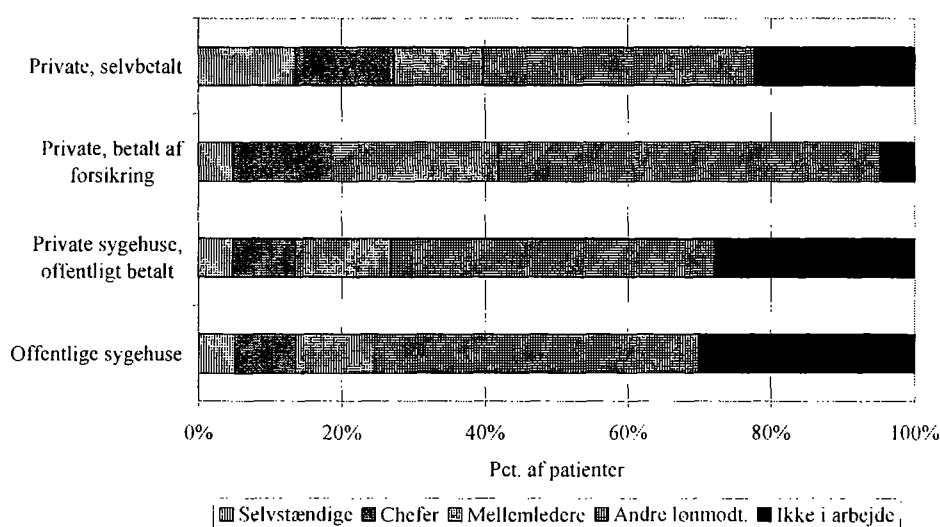 Private, selvbetalt
Private, betalt af
forsikring
Private sygehuse,
offentligt betalt
Offentlige sygehuse
0% 20% 40% 60% 80% 100%
Pct. af patienter
Selvstændige Chefer Mellemledere Andre lønmodt. Ikke i arbejde